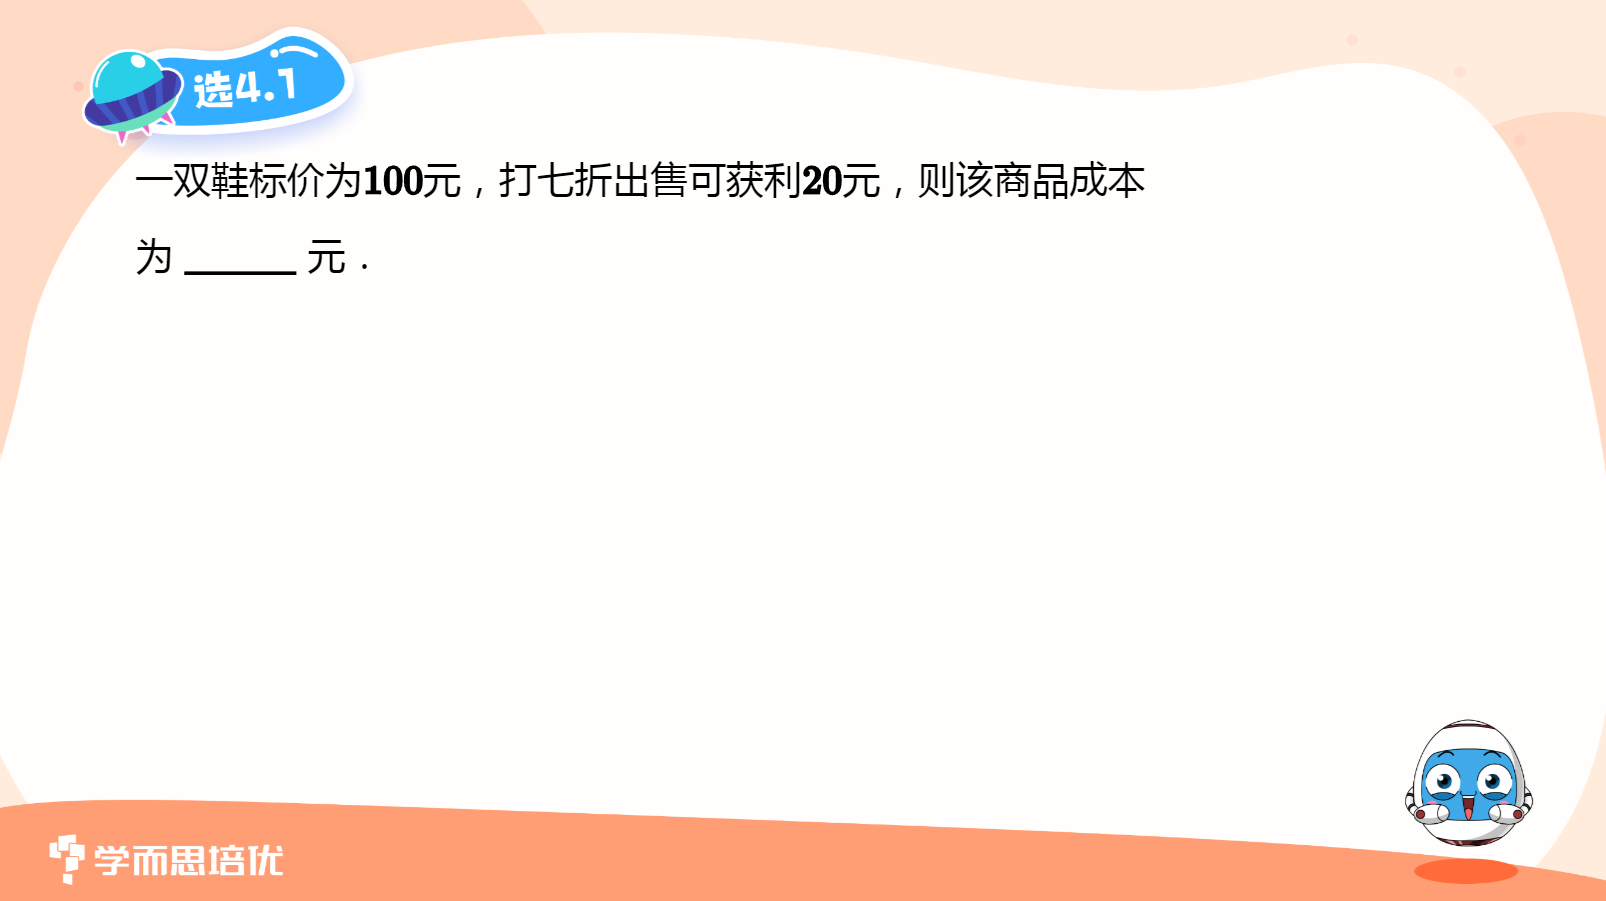 选4.1
一双鞋标价为100元，打七折出售可获利20元，则该商品成本
为 ______ 元．
学而思培优